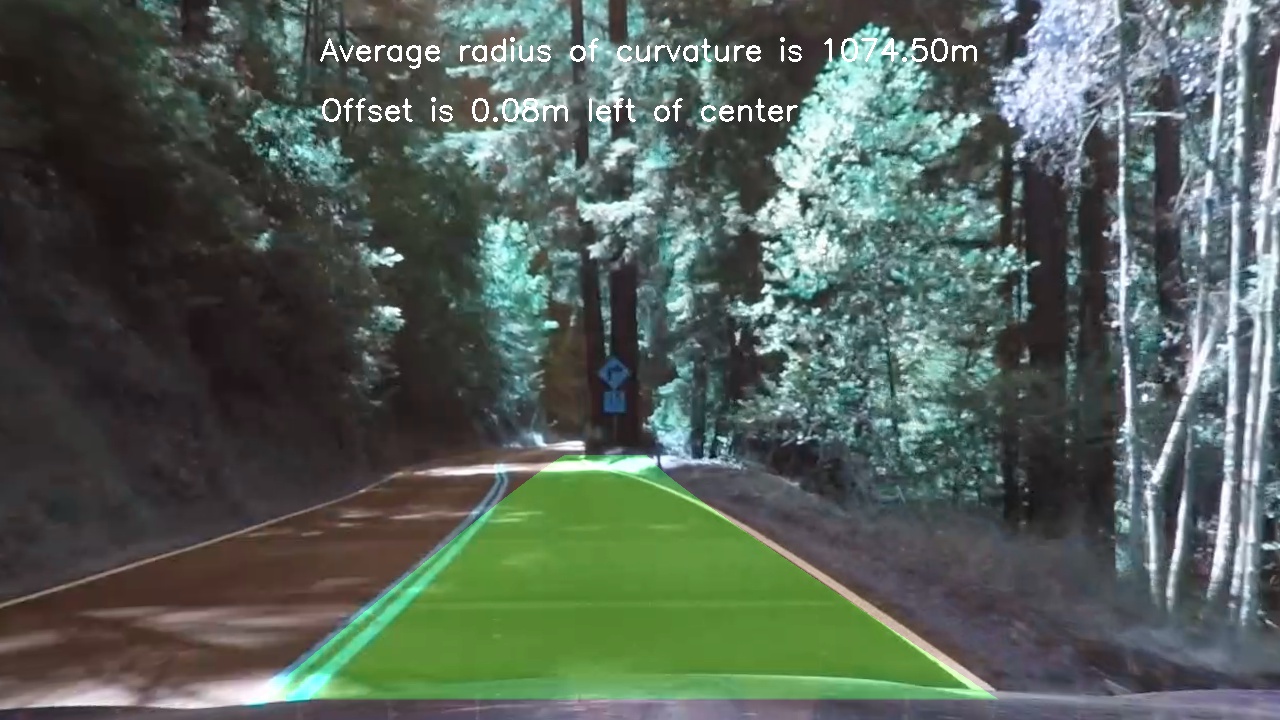 Average radius of curvature is 1074.50m
Offset is 0.08m left of center